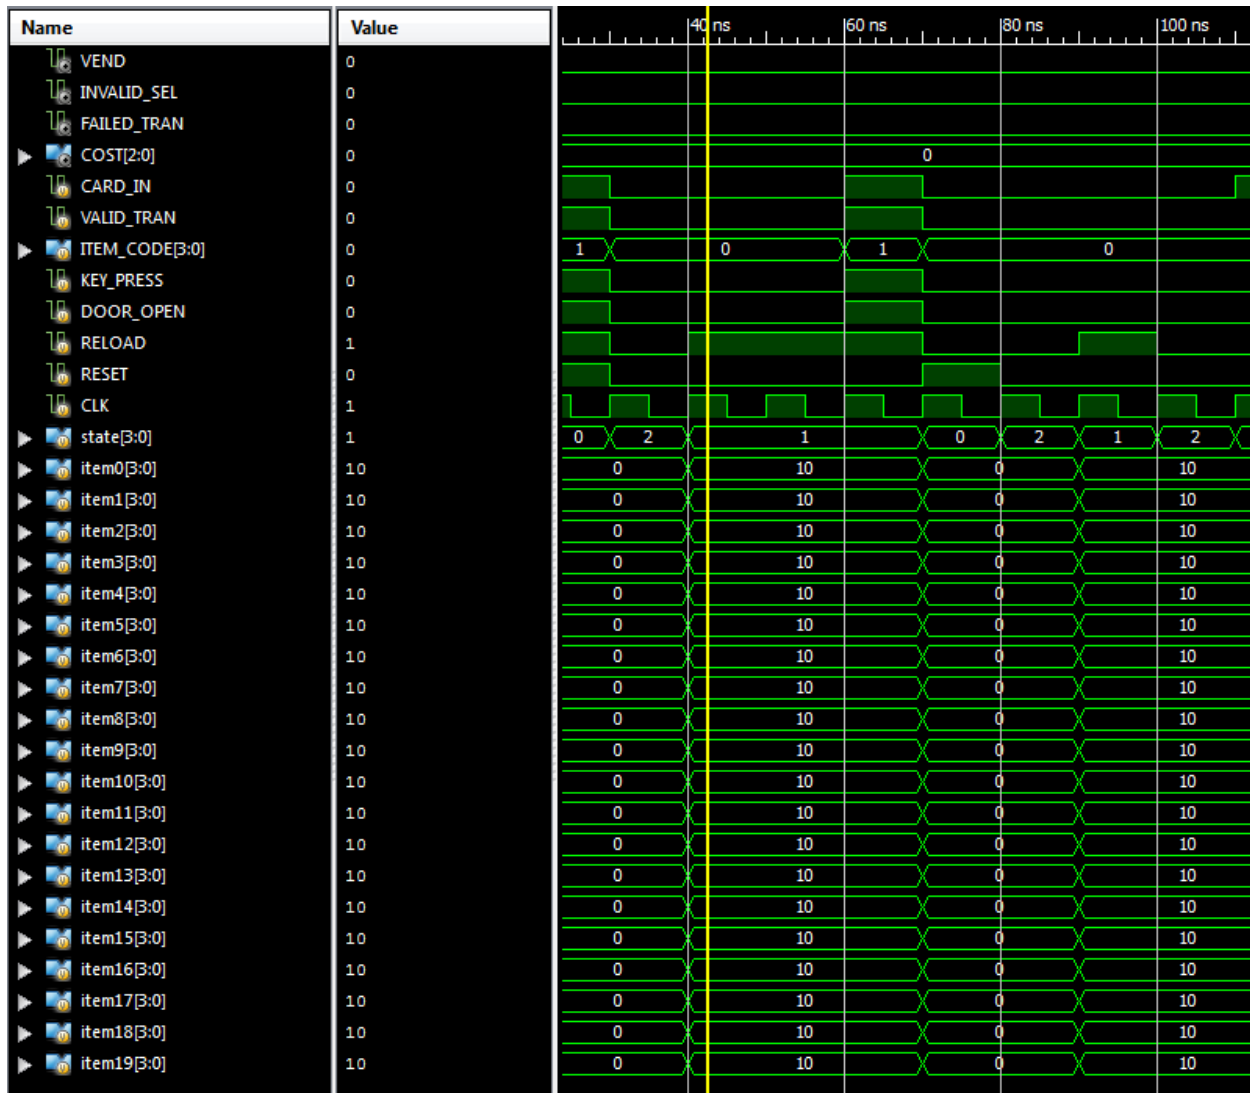 Name Value 40 ns 60 ns 80 ns 100 ns
VEND 0
INVALID_SEL 0
FAILED_TRAN 0
COST[2:0] 0 0
CARD_IN 0
VALID_TRAN 0
ITEM_CODE[3:0] 0 1 0 1 0
KEY_PRESS 0
DOOR_OPEN 0
RELOAD 1
RESET 0
CLK 1
state[3:0] 1 0 2 1 0 2 1 2
item0[3:0] 10 0 10 0 10
item1[3:0] 10 0 10 0 10
item2[3:0] 10 0 10 0 10
item3[3:0] 10 0 10 0 10
item4[3:0] 10 0 10 0 10
item5[3:0] 10 0 10 0 10
item6[3:0] 10 0 10 0 10
item7[3:0] 10 0 10 0 10
item8[3:0] 10 0 10 0 10
item9[3:0] 10 0 10 0 10
item10[3:0] 10 0 10 0 10
item11[3:0] 10 0 10 0 10
item12[3:0] 10 0 10 0 10
item13[3:0] 10 0 10 0 10
item14[3:0] 10 0 10 0 10
item15[3:0] 10 0 10 0 10
item16[3:0] 10 0 10 0 10
item17[3:0] 10 0 10 0 10
item18[3:0] 10 0 10 0 10
item19[3:0] 10 0 10 0 10